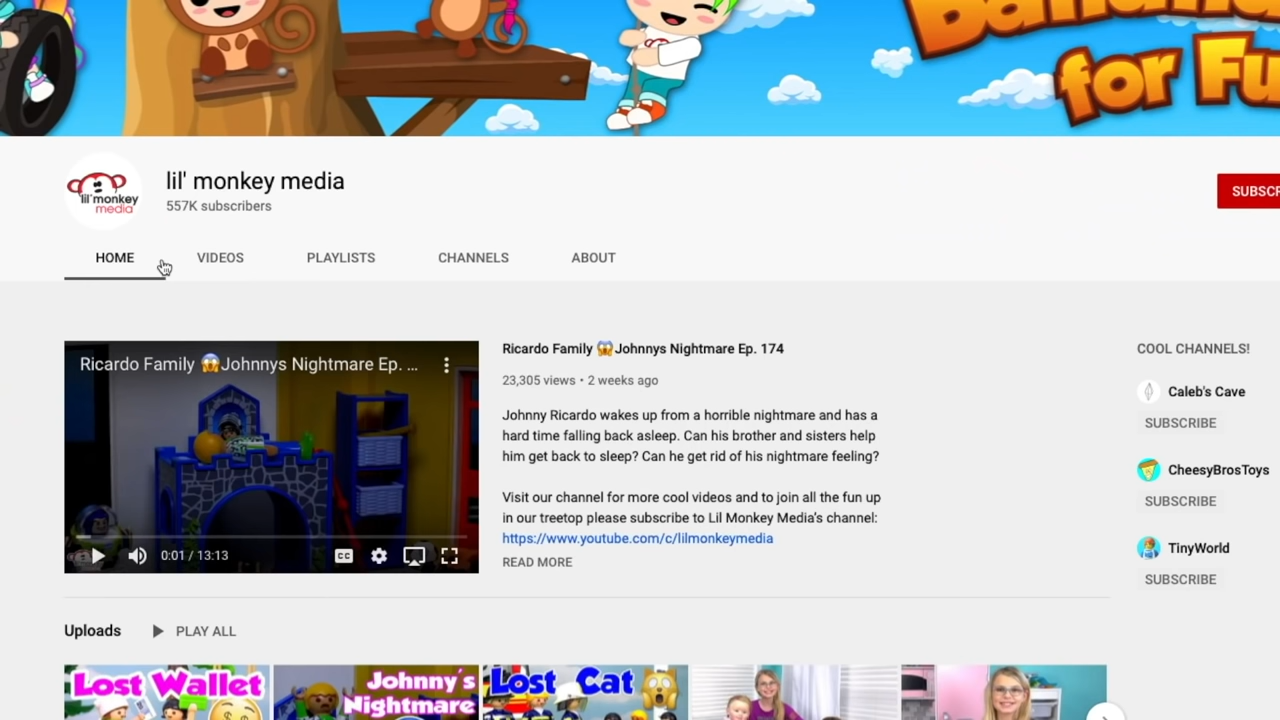 for Fu
lil' monkey media
557K subscribers
SUBSCR
lil' monkey
media
HOME
VIDEOS
PLAYLISTS
CHANNELS
ABOUT
Ricardo Family 😱Johnnys Nightmare Ep. ...
0:01 / 13:13
CC
Ricardo Family 😱Johnnys Nightmare Ep. 174
23,305 views • 2 weeks ago
Johnny Ricardo wakes up from a horrible nightmare and has a
hard time falling back asleep. Can his brother and sisters help
him get back to sleep? Can he get rid of his nightmare feeling?
Visit our channel for more cool videos and to join all the fun up
in our treetop please subscribe to Lil Monkey Media's channel:
https://www.youtube.com/c/lilmonkeymedia
READ MORE
COOL CHANNELS!
Caleb's Cave
SUBSCRIBE
CheesyBrosToys
SUBSCRIBE
TinyWorld
SUBSCRIBE
Uploads
PLAY ALL
Lost Wallet
Johnny's
Nightmare
Lost Cat